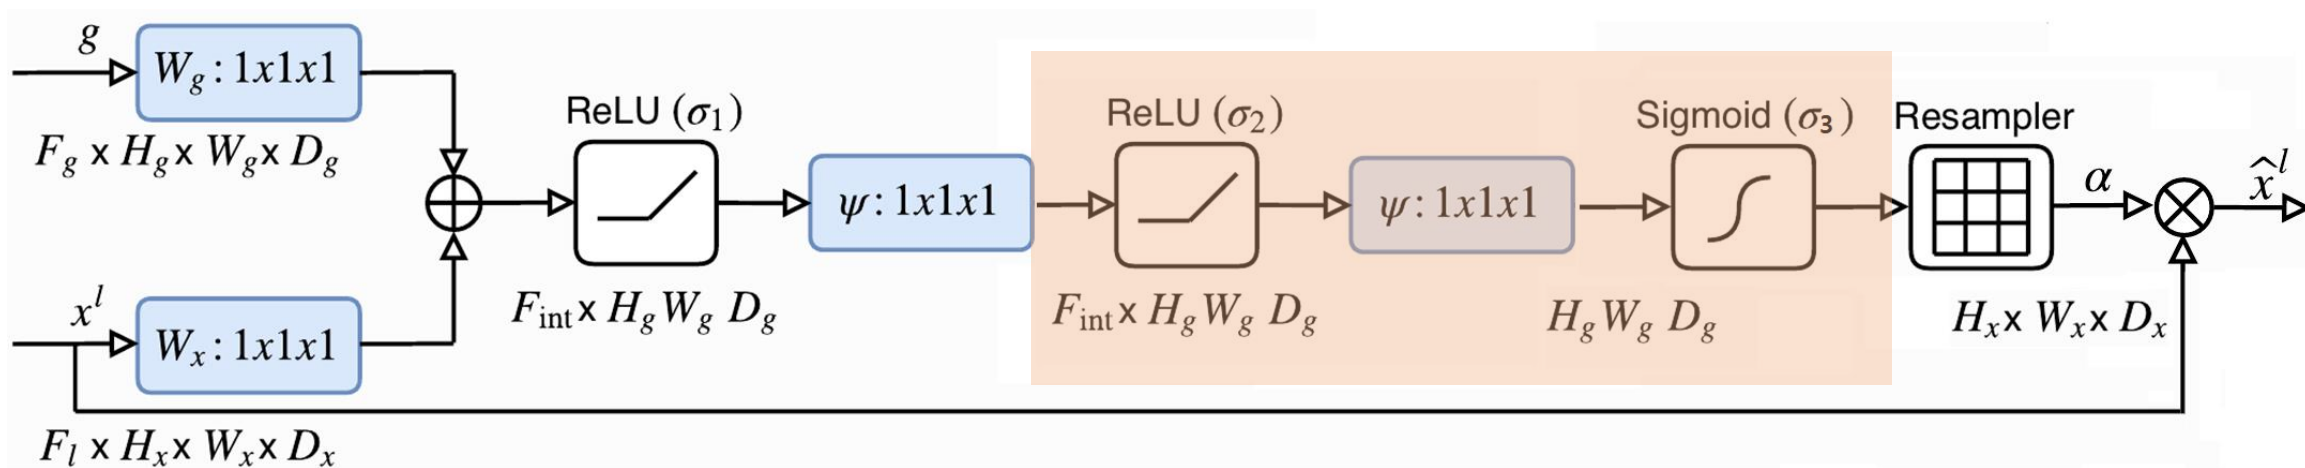 g
W_g : 1x1x1
F_g x H_g x W_g x D_g
x^l
W_x : 1x1x1
F_l x H_x x W_x x D_x
ReLU (σ_1)
F_int x H_g W_g D_g
ψ : 1x1x1
ReLU (σ_2)
F_int x H_g W_g D_g
ψ : 1x1x1
Sigmoid (σ_3)
H_g W_g D_g
Resampler
H_x x W_x x D_x
α
x̂^l